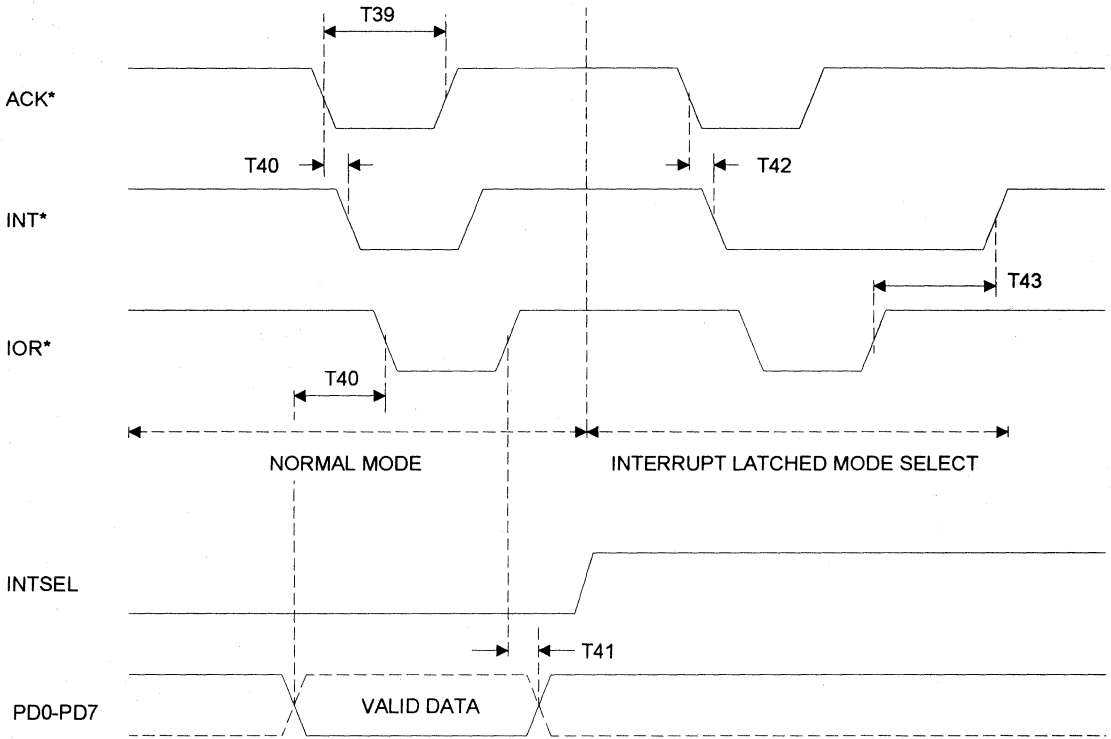 T39
ACK*
T40
T42
INT*
T43
IOR*
T40
NORMAL MODE
INTERRUPT LATCHED MODE SELECT
INTSEL
T41
PD0-PD7
VALID DATA